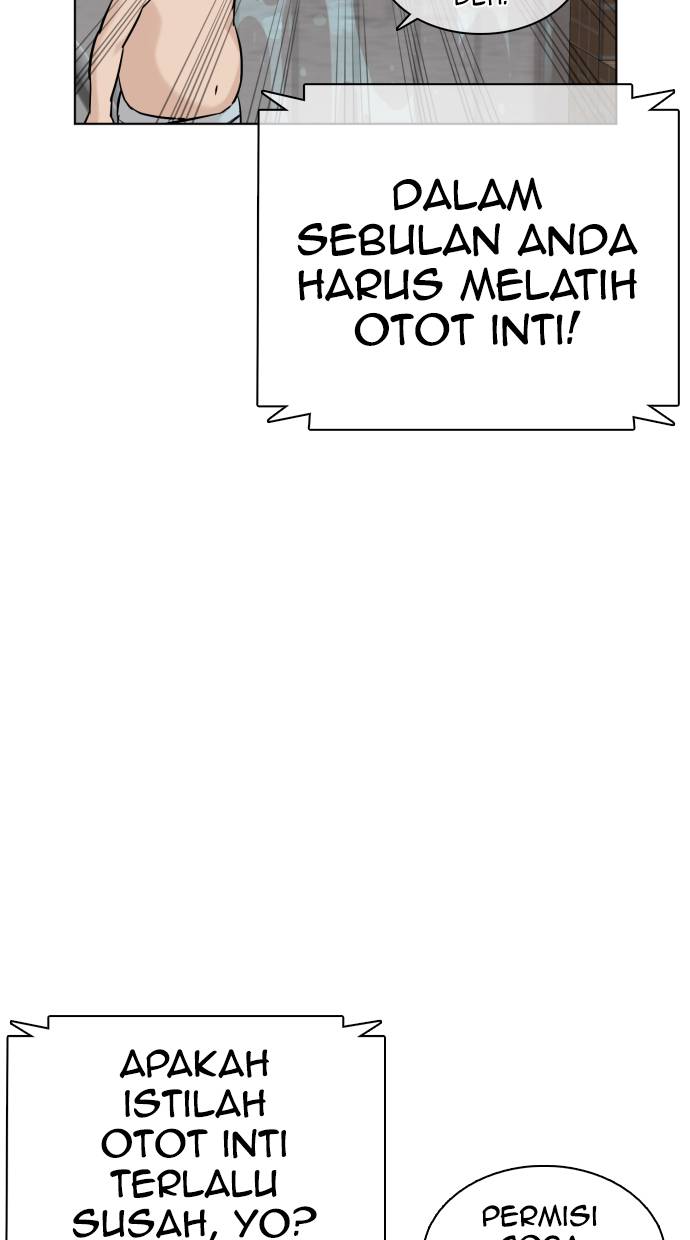 DALAM
SEBULAN ANDA
HARUS MELATIH
OTOT INTI!
APAKAH
ISTILAH
OTOT INTI
TERLALU
SUSAH, YO?
PERMISI